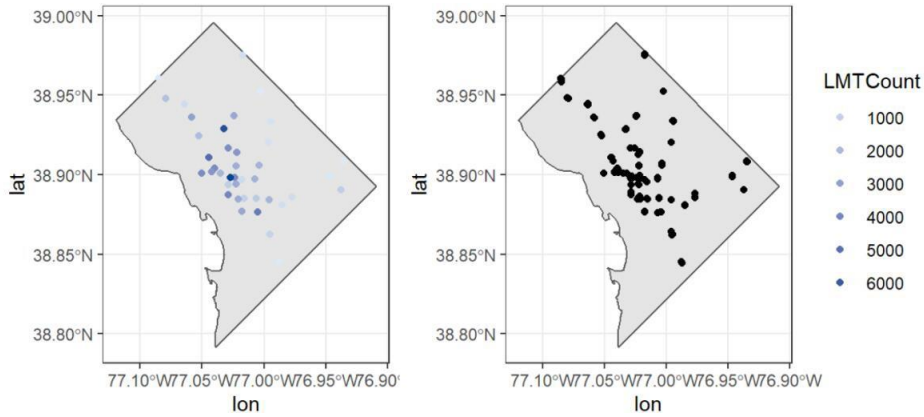 39.00°N
38.95°N
38.90°N
38.85°N
38.80°N
lat
77.10°W77.05°W77.00°W76.95°W76.90°
lon
39.00°N
38.95°N
38.90°N
38.85°N
38.80°N
lat
77.10°W77.05°W77.00°W76.95°W76.90°W
lon
LMTCount
1000
2000
3000
4000
5000
6000